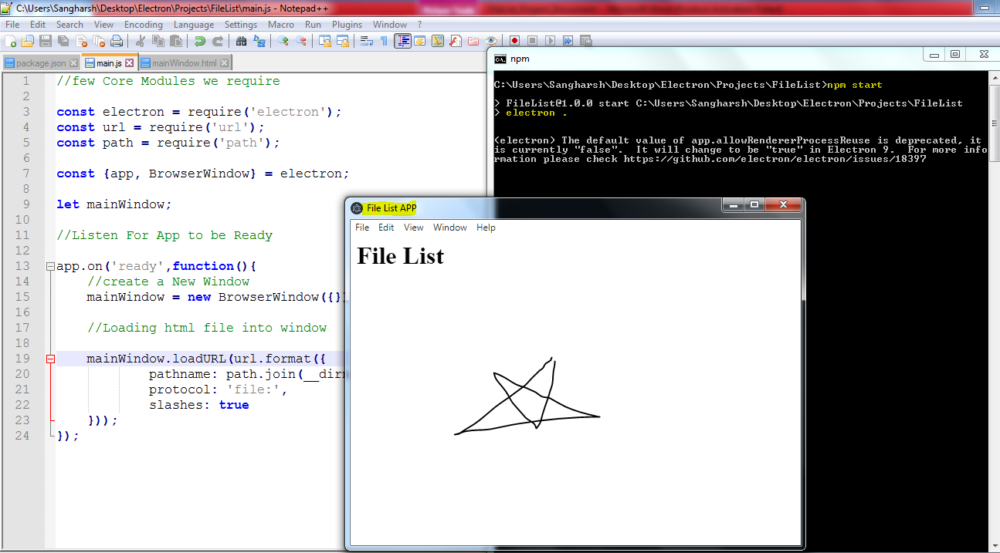 C:\Users\Sangharsh\Desktop\Electron\Projects\FileList\main.js - Notepad++
File Edit Search View Encoding Language Settings Macro Run Plugins Window ?
package.json main.js mainWindow.html
1 //few Core Modules we require
2
3 const electron = require('electron');
4 const url = require('url');
5 const path = require('path');
6
7 const {app, BrowserWindow} = electron;
8
9 let mainWindow;
10
11 //Listen For App to be Ready
12
13 app.on('ready',function(){
14 //create a New Window
15 mainWindow = new BrowserWindow({}
16
17 //Loading html file into window
18
19 mainWindow.loadURL(url.format({
20 pathname: path.join(__dirn
21 protocol: 'file:',
22 slashes: true
23 }));
24 });
npm
C:\Users\Sangharsh\Desktop\Electron\Projects\FileList>npm start
> FileList@1.0.0 start C:\Users\Sangharsh\Desktop\Electron\Projects\FileList
> electron .
(electron) The default value of app.allowRendererProcessReuse is deprecated, it
is currently "false".  It will change to be "true" in Electron 9.  For more info
rmation please check https://github.com/electron/electron/issues/18397
File List APP
File Edit View Window Help
File List